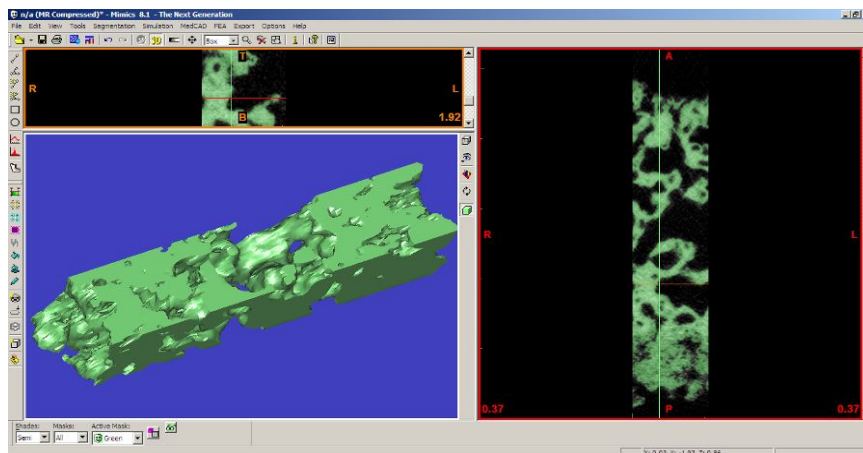 n/a (MR Compressed)* - Mimics 8.1 - The Next Generation
File Edit View Tools Segmentation Simulation MedCAD FEA Export Options Help
Box
T
R
L
B
1.92
A
R
L
0.37
P
0.37
Shades:
Masks:
Active Mask:
Semi
All
Green